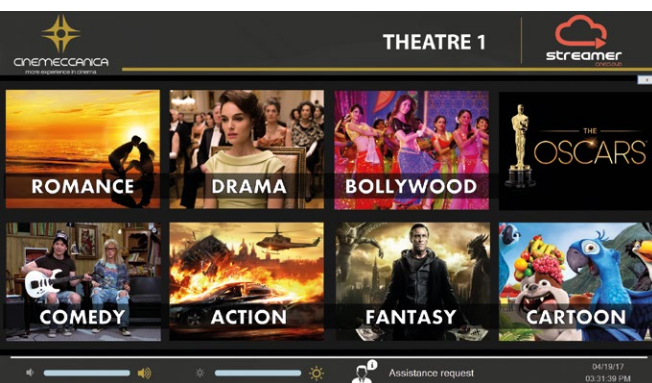 CINEMECCANICA
more experience in cinema
THEATRE 1
streamer
CINECLOUD
ROMANCE
DRAMA
BOLLYWOOD
THE
OSCARS
COMEDY
ACTION
FANTASY
CARTOON
Assistance request
04/19/17
03:31:39 PM